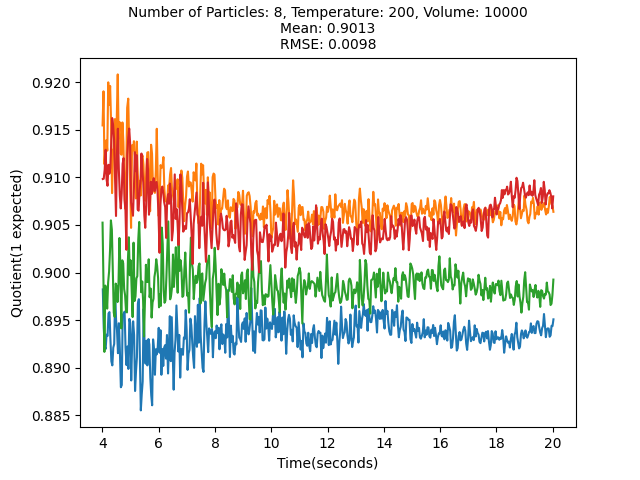 Number of Particles: 8, Temperature: 200, Volume: 10000
Mean: 0.9013
RMSE: 0.0098
0.920
0.915
0.910
0.905
0.900
0.895
0.890
0.885
Quotient(1 expected)
4 6 8 10 12 14 16 18 20
Time(seconds)